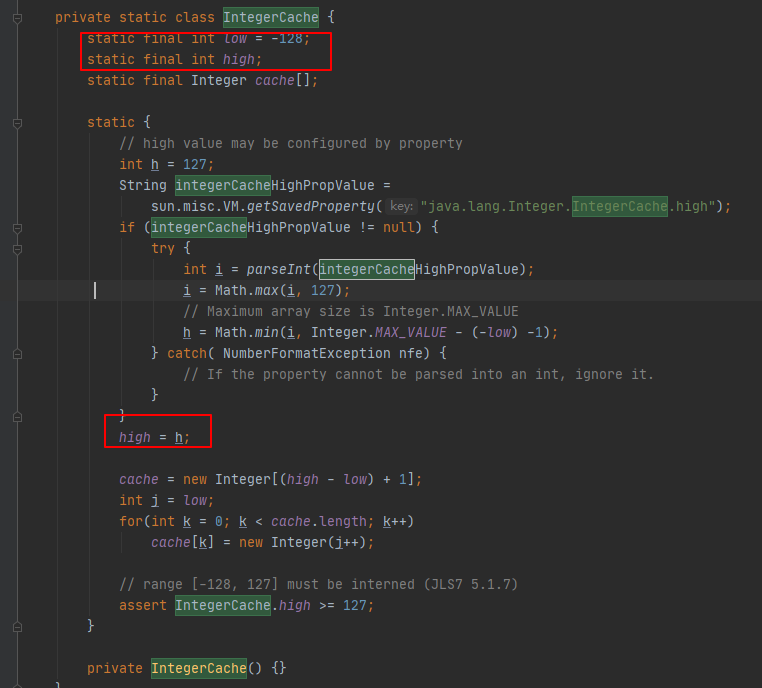 private static class IntegerCache {
static final int low = -128;
static final int high;
static final Integer cache[];
static {
// high value may be configured by property
int h = 127;
String integerCacheHighPropValue =
sun.misc.VM.getSavedProperty( key: "java.lang.Integer.IntegerCache.high");
if (integerCacheHighPropValue != null) {
try {
int i = parseInt(integerCacheHighPropValue);
i = Math.max(i, 127);
// Maximum array size is Integer.MAX_VALUE
h = Math.min(i, Integer.MAX_VALUE - (-low) -1);
} catch( NumberFormatException nfe) {
// If the property cannot be parsed into an int, ignore it.
}
}
high = h;
cache = new Integer[(high - low) + 1];
int j = low;
for(int k = 0; k < cache.length; k++)
cache[k] = new Integer(j++);
// range [-128, 127] must be interned (JLS7 5.1.7)
assert IntegerCache.high >= 127;
}
private IntegerCache() {}
}